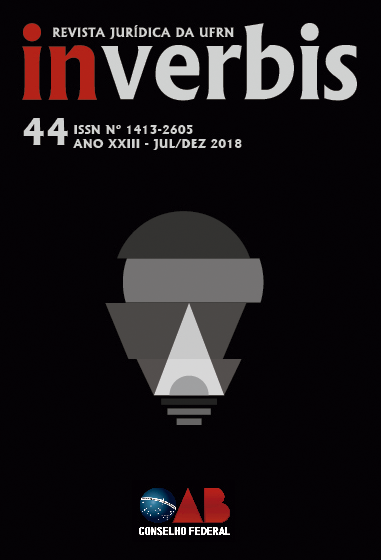 REVISTA JURÍDICA DA UFRN
inverbis
44
ISSN Nº 1413-2605
ANO XXIII - JUL/DEZ 2018
OAB
CONSELHO FEDERAL